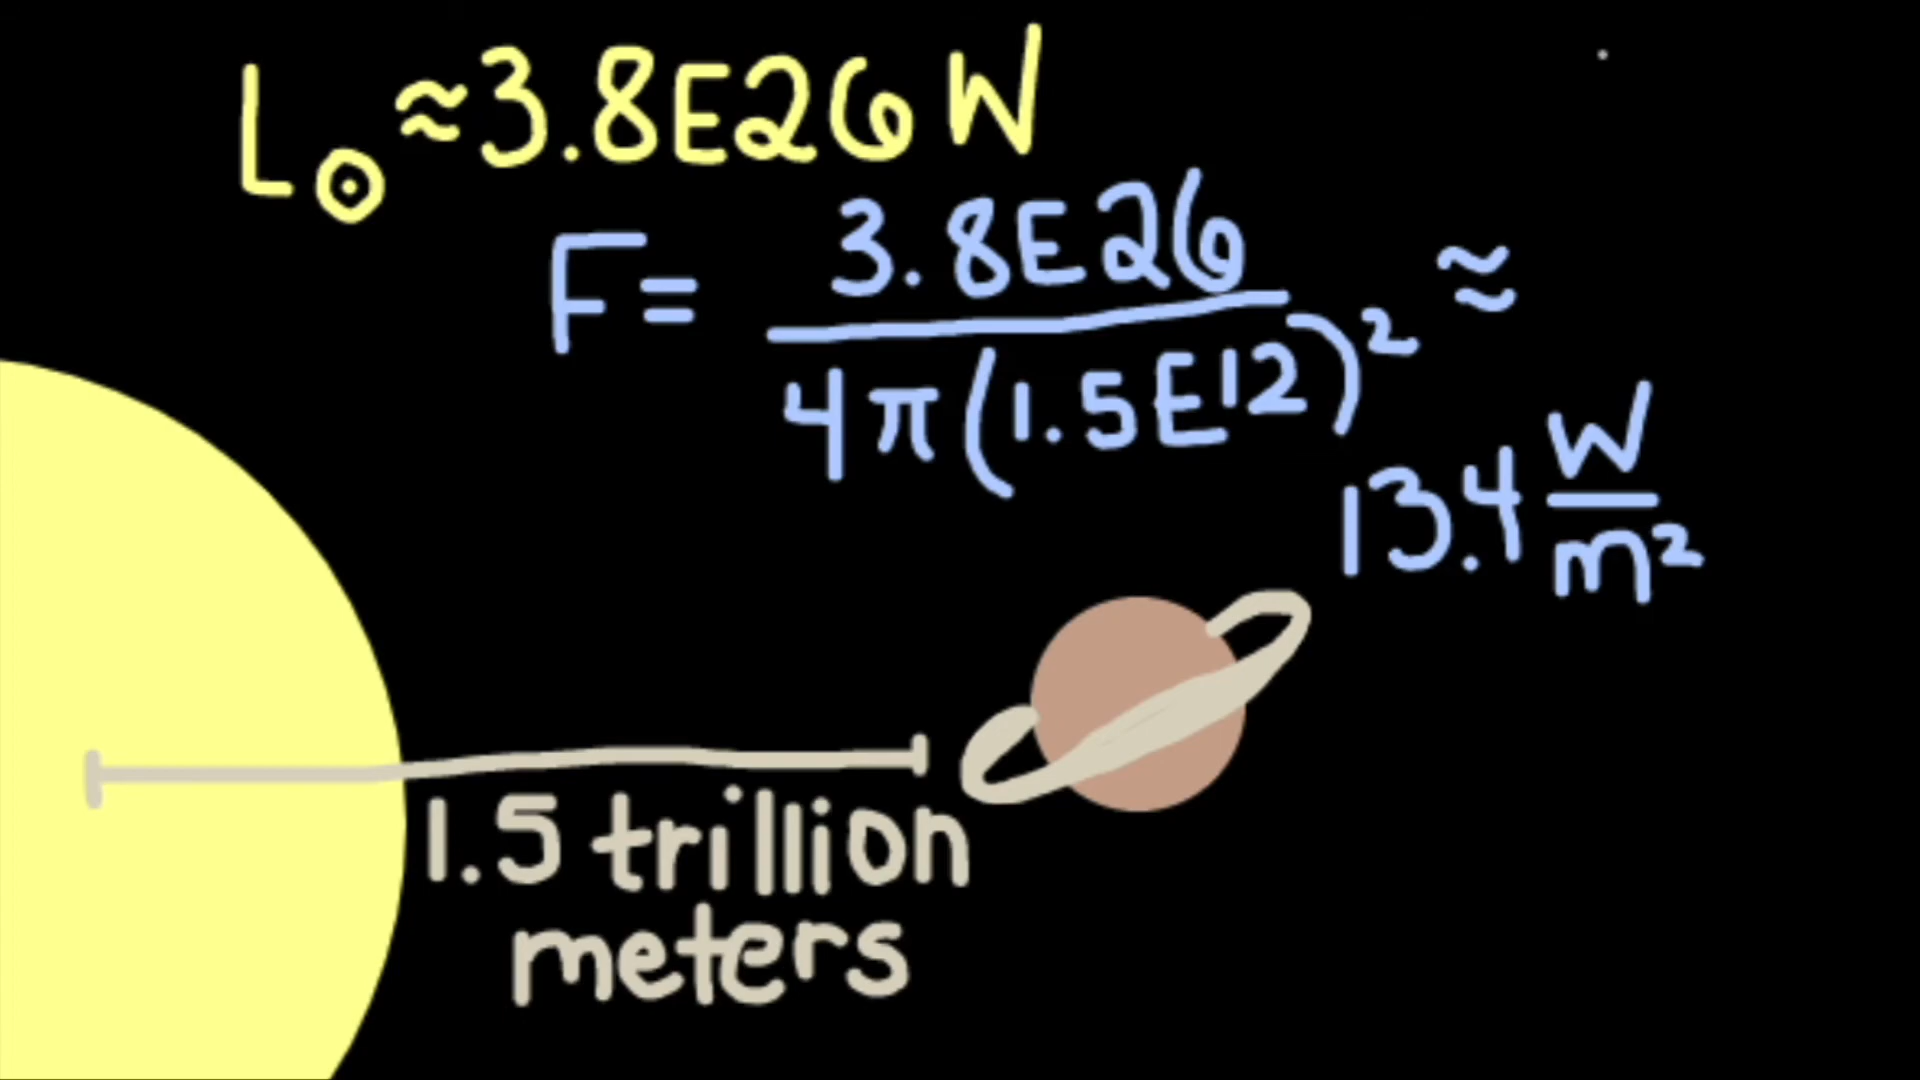 L☉ ≈ 3.8E26 W
F = 3.8E26 / 4π(1.5E12)² ≈
13.4 W/m²
1.5 trillion
meters